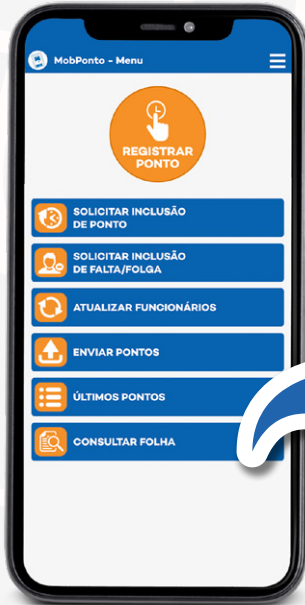 MobPonto - Menu
REGISTRAR
PONTO
SOLICITAR INCLUSÃO
DE PONTO
SOLICITAR INCLUSÃO
DE FALTA/FOLGA
ATUALIZAR FUNCIONÁRIOS
ENVIAR PONTOS
ÚLTIMOS PONTOS
CONSULTAR FOLHA